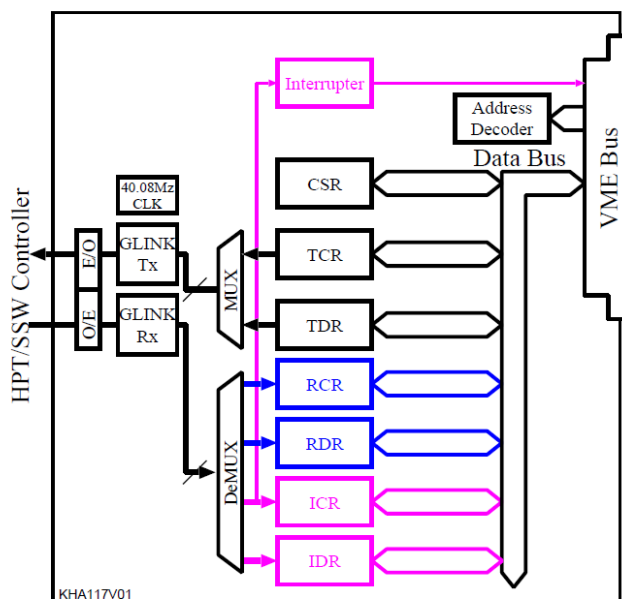 Interrupter
Address
Decoder
Data Bus
VME Bus
40.08Mz
CLK
CSR
HPT/SSW Controller
E/O
GLINK
Tx
MUX
TCR
O/E
GLINK
Rx
TDR
RCR
DeMUX
RDR
ICR
IDR
KHA117V01